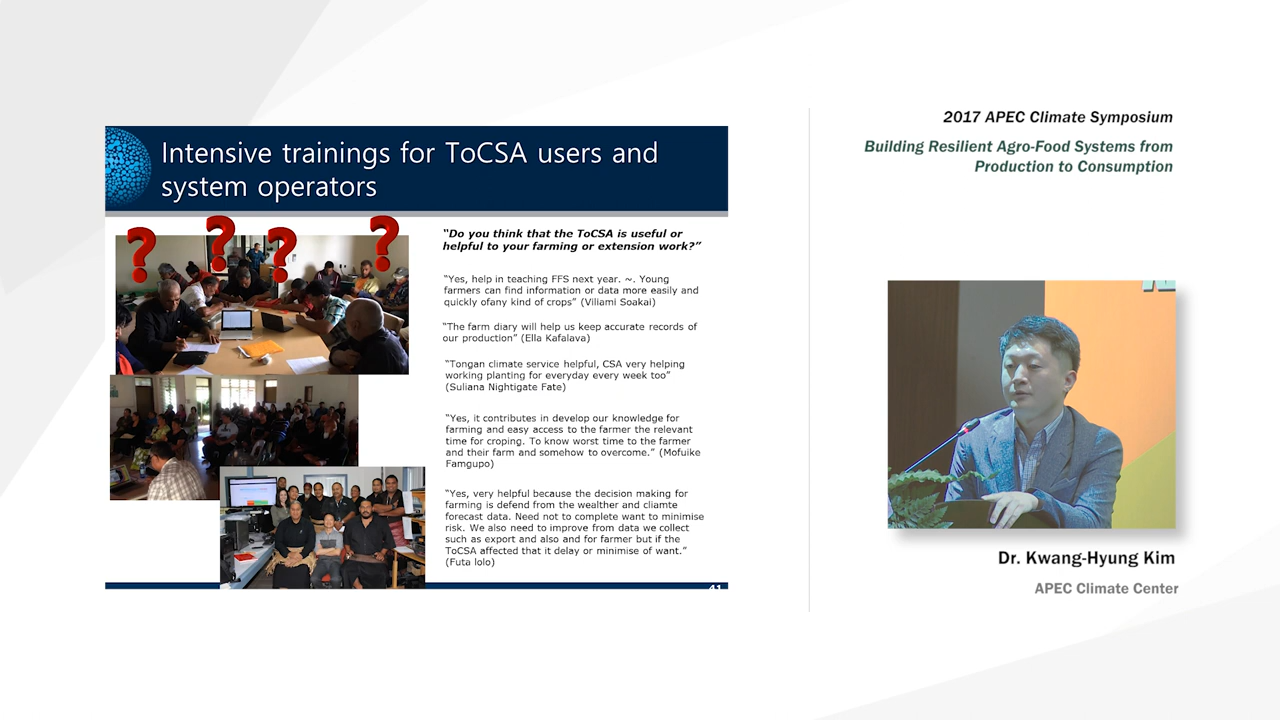 Intensive trainings for ToCSA users and
system operators
? ? ? ?
“Do you think that the ToCSA is useful or
helpful to your farming or extension work?”
“Yes, help in teaching FFS next year. ~. Young
farmers can find information or data more easily and
quickly ofany kind of crops” (Viliami Soakai)
“The farm diary will help us keep accurate records of
our production” (Ella Kafalava)
“Tongan climate service helpful, CSA very helping
working planting for everyday every week too”
(Suliana Nightigate Fate)
“Yes, it contributes in develop our knowledge for
farming and easy access to the farmer the relevant
time for croping. To know worst time to the farmer
and their farm and somehow to overcome.” (Mofuike
Famgupo)
“Yes, very helpful because the decision making for
farming is defend from the wealther and cliamte
forecast data. Need not to complete want to minimise
risk. We also need to improve from data we collect
such as export and also and for farmer but if the
ToCSA affected that it delay or minimise of want.”
(Futa Iolo)
41
2017 APEC Climate Symposium
Building Resilient Agro-Food Systems from
Production to Consumption
Dr. Kwang-Hyung Kim
APEC Climate Center